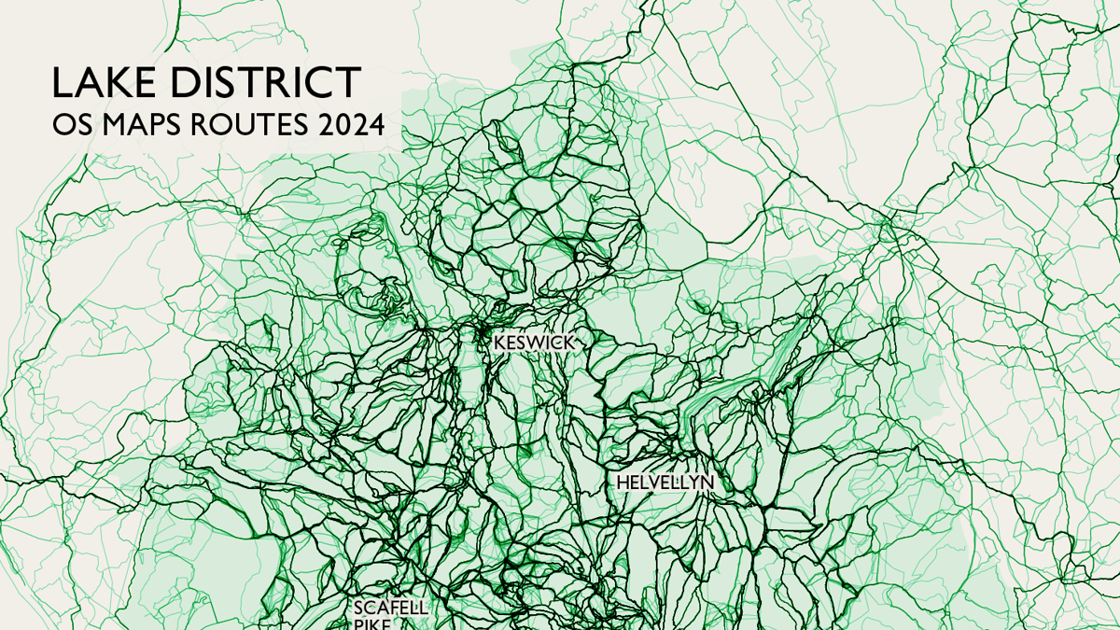 LAKE DISTRICT
OS MAPS ROUTES 2024
KESWICK
HELVELLYN
SCAFELL
PIKE